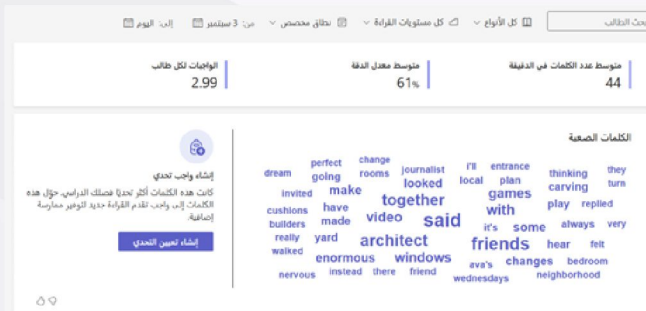 بحث الطالب
كل الأنواع
كل مستويات القراءة
نطاق مخصص
من: 3 سبتمبر
إلى: اليوم
متوسط عدد الكلمات في الدقيقة
44
متوسط معدل الدقة
61%
الواجبات لكل طالب
2.99
الكلمات الصعبة
perfect change
dream going rooms journalist i'll entrance thinking they
invited make looked local plan carving turn
together games
cushions have with play replied
builders made video said it's some always very
really yard architect friends hear felt
walked enormous windows ava's changes bedroom
nervous instead there friend wednesdays neighborhood
إنشاء واجب تحدي
كانت هذه الكلمات أكثر تحديًا فصلك الدراسي. حوّل هذه
الكلمات إلى واجب تقدم القراءة جديد لتوفير ممارسة
إضافية.
إنشاء تعيين التحدي